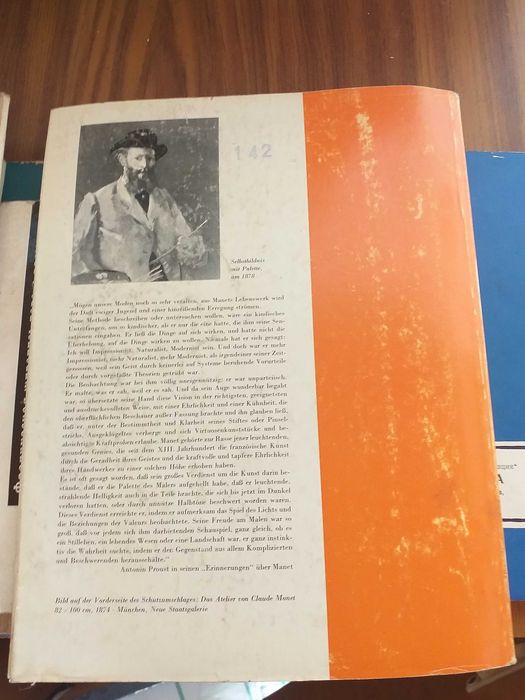 142
Selbstbildnis
mit Palette,
um 1878
„Mögen unsere Moden noch so sehr veralten, aus Manets Lebenswerk wird
der Duft ewiger Jugend und einer hinreißenden Erregung strömen.
Seine Methode beschreiben oder untersuchen wollen, wäre ein kindisches
Unterfangen, um so kindischer, als er nur die eine hatte, die ihm seine Sen-
sationen eingaben. Er ließ die Dinge auf sich wirken, und hatte nicht die
Überhebung, auf die Dinge wirken zu wollen. Niemals hat er sich gesagt:
Ich will Impressionist, Naturalist, Modernist sein. Und doch war er mehr
Impressionist, mehr Naturalist, mehr Modernist, als irgendeiner seiner Zeit-
genossen, weil sein Geist durch keinerlei auf Systeme beruhende Vorurteile
oder durch vorgefaßte Theorien getrübt war.
Die Beobachtung war bei ihm völlig uneigennützig: er war unparteiisch.
Er malte, was er sah, weil er es sah. Und da sein Auge wunderbar begabt
war, so übersetzte seine Hand diese Vision in der richtigsten, geeignetsten
und ausdrucksvollsten Weise, mit einer Ehrlichkeit und einer Kühnheit, die
den oberflächlichen Beschauer außer Fassung brachte und ihn glauben ließ,
daß er, unter der Bestimmtheit und Klarheit seines Stiftes oder Pinsel-
strichs, Ausgeklügeltes verberge und sich Virtuosenkunststücke und be-
absichtigte Kraftproben erlaube. Manet gehörte zur Rasse jener leuchtenden,
gesunden Genies, die seit dem XIII. Jahrhundert die französische Kunst
durch die Geradheit ihres Geistes und die kraftvolle und tapfere Ehrlichkeit
ihres Handwerkes zu einer solchen Höhe erhoben haben.
Es ist oft gesagt worden, daß sein großes Verdienst um die Kunst darin be-
stände, daß er die Palette des Malers aufgehellt habe, daß er leuchtende,
strahlende Helligkeit auch in die Teile brachte, die sich bis jetzt im Dunkel
verloren hatten, oder durch unnütze Halbtöne beschwert worden waren.
Dieses Verdienst erreichte er, indem er aufmerksam das Spiel des Lichts und
die Beziehungen der Valeurs beobachtete. Seine Freude am Malen war so
groß, daß vor jedem sich ihm darbietenden Schauspiel, ganz gleich, ob es
ein Stilleben, ein lebendes Wesen oder eine Landschaft war, er ganz instink-
tiv die Wahrheit suchte, indem er den Gegenstand aus allem Komplizierten
und Beschwerenden herausschälte.“
Antonin Proust in seinen „Erinnerungen“ über Manet
Bild auf der Vorderseite des Schutzumschlages: Das Atelier von Claude Monet
82 × 100 cm, 1874 · München, Neue Staatsgalerie